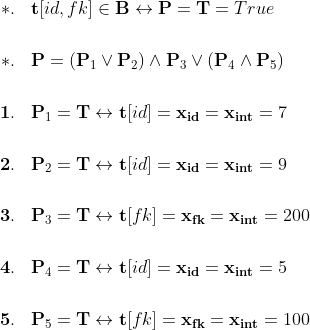 *. t[id, fk] ∈ B ↔ P = T = True
*. P = (P₁ ∨ P₂) ∧ P₃ ∨ (P₄ ∧ P₅)
1. P₁ = T ↔ t[id] = x_id = x_int = 7
2. P₂ = T ↔ t[id] = x_id = x_int = 9
3. P₃ = T ↔ t[fk] = x_fk = x_int = 200
4. P₄ = T ↔ t[id] = x_id = x_int = 5
5. P₅ = T ↔ t[fk] = x_fk = x_int = 100